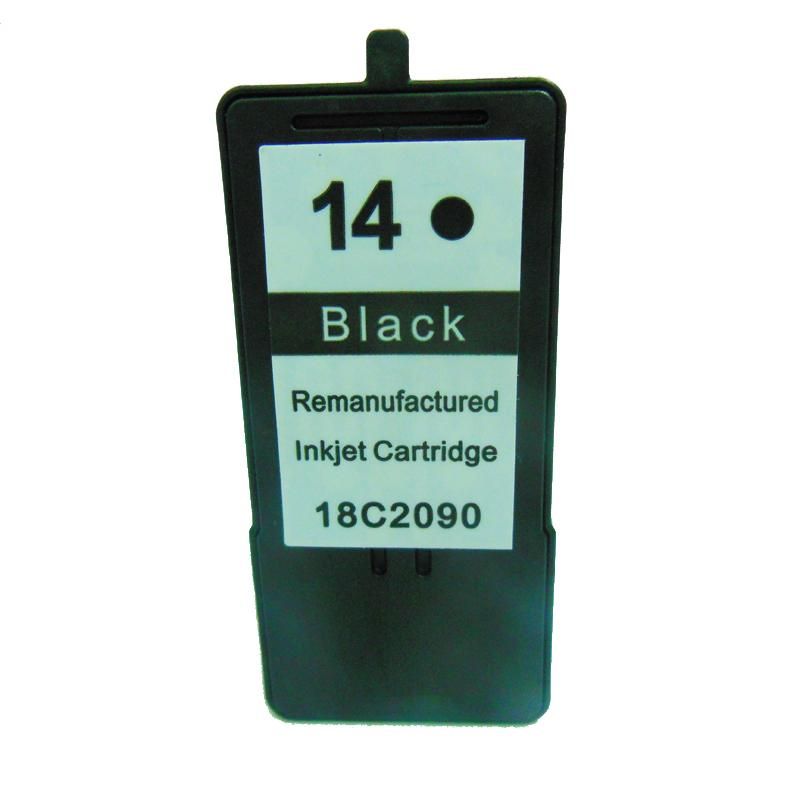 14
Black
Remanufactured
Inkjet Cartridge
18C2090